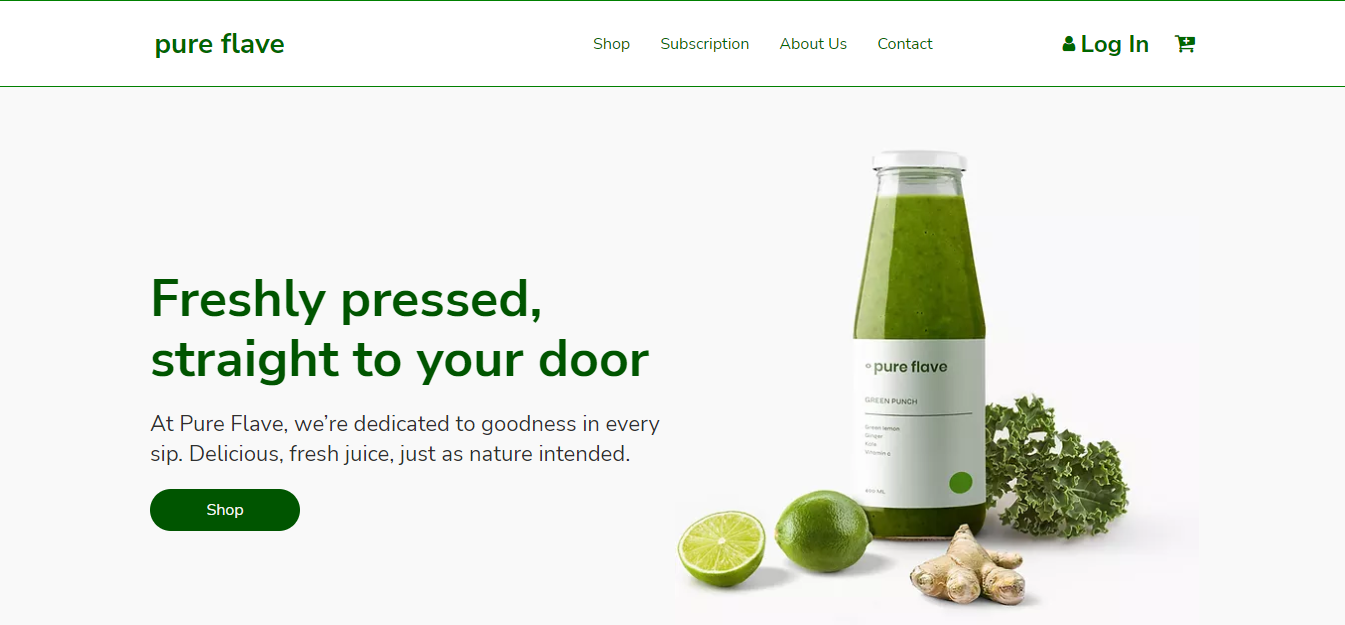 pure flave
Shop
Subscription
About Us
Contact
Log In
Freshly pressed,
straight to your door
At Pure Flave, we’re dedicated to goodness in every
sip. Delicious, fresh juice, just as nature intended.
Shop
pure flave
GREEN PUNCH
Green lemon
Ginger
Kale
Vitamin c